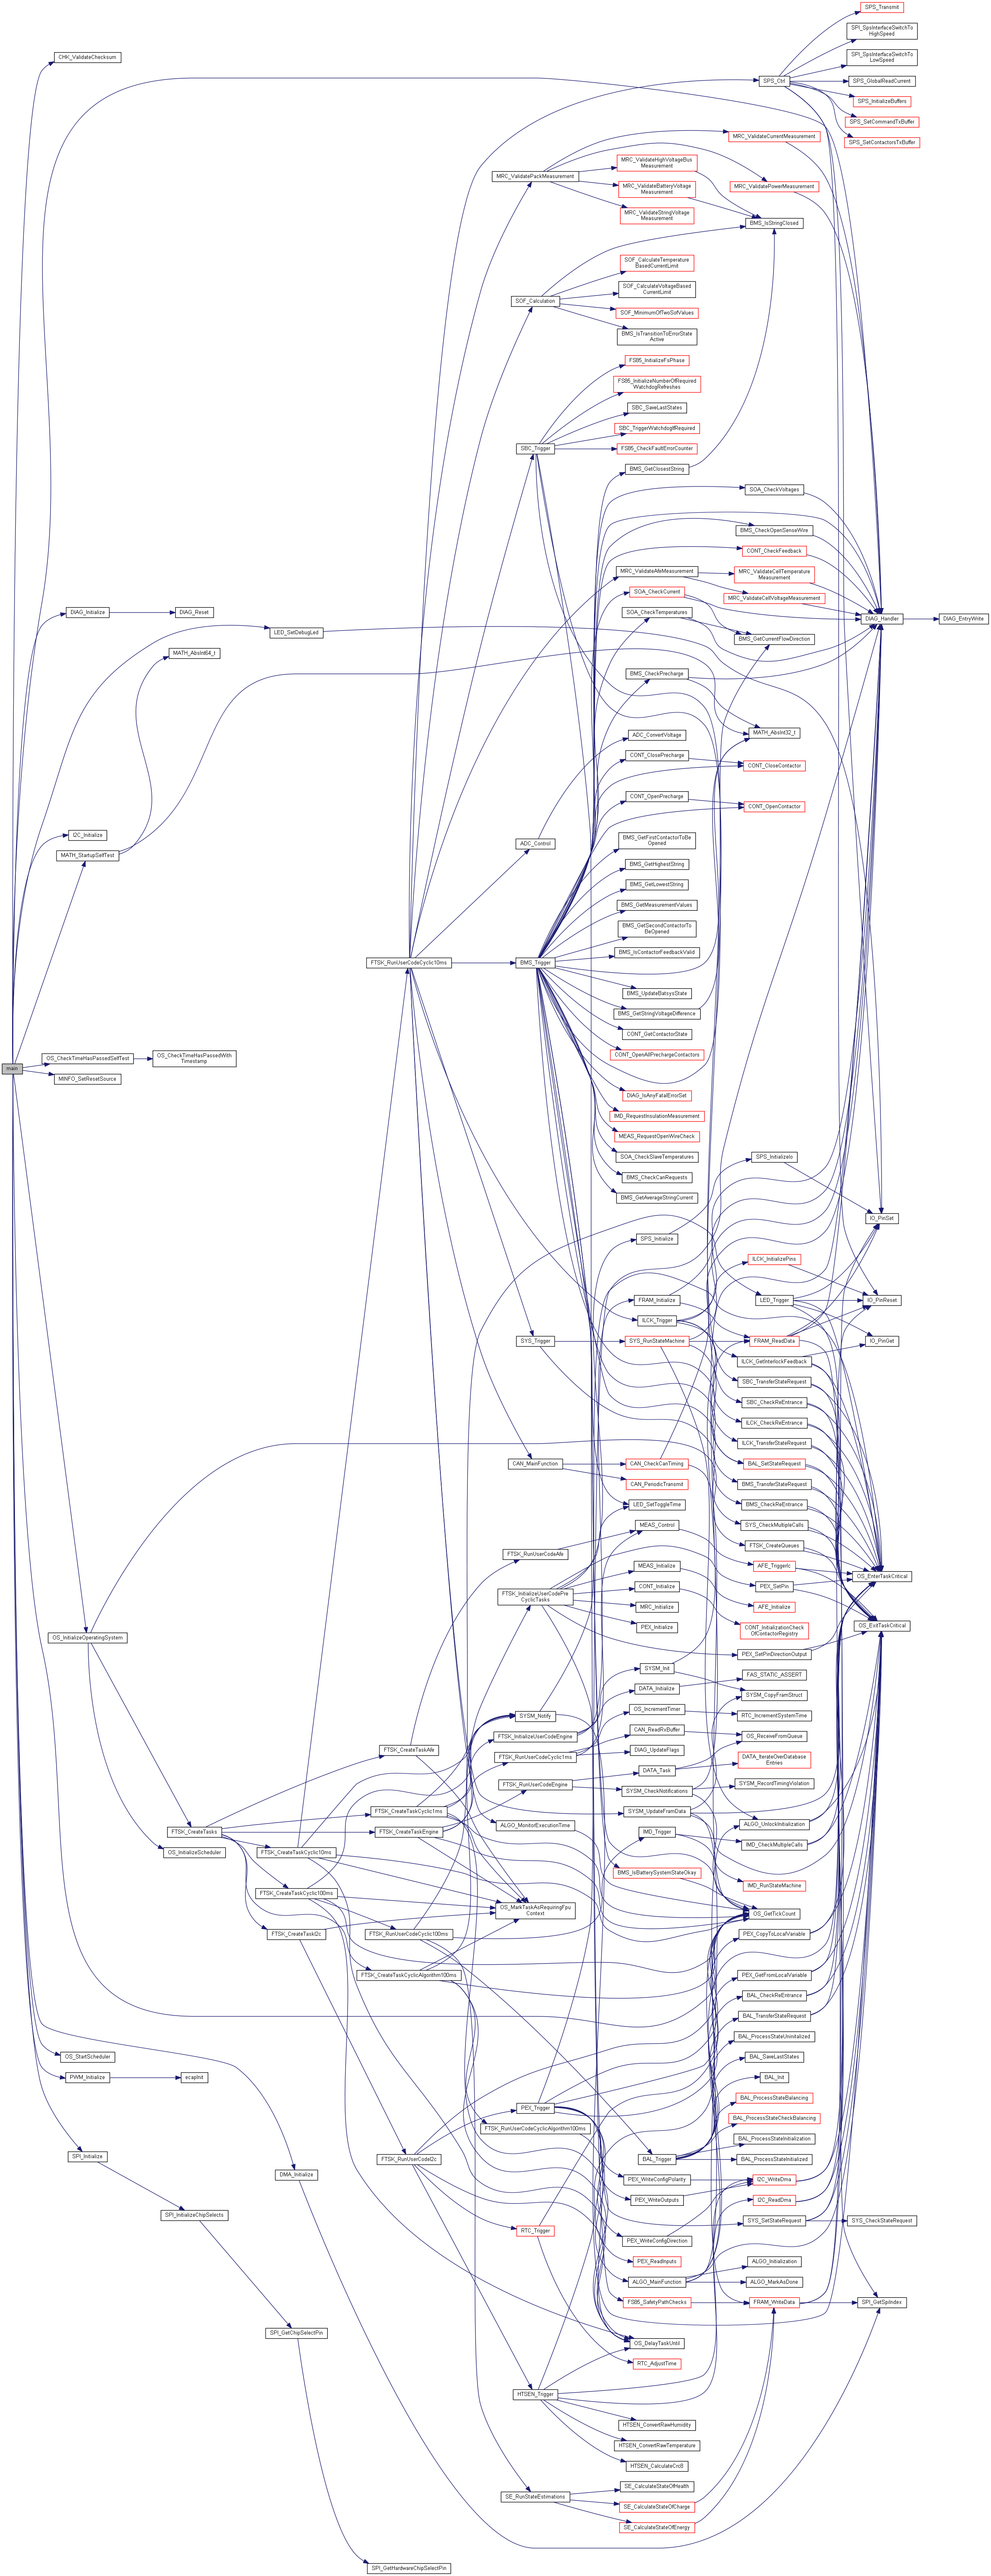 SPS_Transmit
SPI_SpsInterfaceSwitchTo
HighSpeed
CHK_ValidateChecksum
SPI_SpsInterfaceSwitchTo
LowSpeed
SPS_Ctrl
SPS_GlobalReadCurrent
SPS_InitializeBuffers
SPS_SetCommandTxBuffer
MRC_ValidateCurrentMeasurement
SPS_SetContactorsTxBuffer
MRC_ValidateHighVoltageBus
Measurement
MRC_ValidatePackMeasurement
MRC_ValidateBatteryVoltage
Measurement
MRC_ValidatePowerMeasurement
MRC_ValidateStringVoltage
Measurement
BMS_IsStringClosed
SOF_CalculateTemperature
BasedCurrentLimit
SOF_CalculateVoltageBased
CurrentLimit
SOF_Calculation
SOF_MinimumOfTwoSofValues
BMS_IsTransitionToErrorState
Active
FS85_InitializeFsPhase
FS85_InitializeNumberOfRequired
WatchdogRefreshes
SBC_SaveLastStates
SBC_TriggerWatchdogIfRequired
SBC_Trigger
FS85_CheckFaultErrorCounter
BMS_GetClosestString
SOA_CheckVoltages
BMS_CheckOpenSenseWire
CONT_CheckFeedback
MRC_ValidateAfeMeasurement
MRC_ValidateCellTemperature
Measurement
SOA_CheckCurrent
MRC_ValidateCellVoltageMeasurement
DIAG_Initialize
DIAG_Reset
SOA_CheckTemperatures
DIAG_Handler
DIAG_EntryWrite
LED_SetDebugLed
BMS_GetCurrentFlowDirection
MATH_AbsInt64_t
BMS_CheckPrecharge
ADC_ConvertVoltage
MATH_AbsInt32_t
CONT_ClosePrecharge
CONT_CloseContactor
CONT_OpenPrecharge
CONT_OpenContactor
I2C_Initialize
BMS_GetFirstContactorToBe
Opened
ADC_Control
MATH_StartupSelfTest
BMS_GetHighestString
BMS_GetLowestString
BMS_GetMeasurementValues
BMS_GetSecondContactorTo
BeOpened
BMS_IsContactorFeedbackValid
FTSK_RunUserCodeCyclic10ms
BMS_Trigger
BMS_UpdateBatsysState
BMS_GetStringVoltageDifference
CONT_GetContactorState
OS_CheckTimeHasPassedSelfTest
OS_CheckTimeHasPassedWith
Timestamp
CONT_OpenAllPrechargeContactors
main
MINFO_SetResetSource
DIAG_IsAnyFatalErrorSet
IMD_RequestInsulationMeasurement
MEAS_RequestOpenWireCheck
SOA_CheckSlaveTemperatures
SPS_InitializeIo
BMS_CheckCanRequests
BMS_GetAverageStringCurrent
IO_PinSet
SPS_Initialize
ILCK_InitializePins
FRAM_Initialize
LED_Trigger
IO_PinReset
ILCK_Trigger
SYS_Trigger
SYS_RunStateMachine
FRAM_ReadData
IO_PinGet
ILCK_GetInterlockFeedback
SBC_TransferStateRequest
SBC_CheckReEntrance
ILCK_CheckReEntrance
ILCK_TransferStateRequest
CAN_MainFunction
CAN_CheckCanTiming
BAL_SetStateRequest
CAN_PeriodicTransmit
BMS_TransferStateRequest
LED_SetToggleTime
BMS_CheckReEntrance
MEAS_Control
SYS_CheckMultipleCalls
FTSK_RunUserCodeAfe
FTSK_CreateQueues
MEAS_Initialize
AFE_TriggerIc
OS_EnterTaskCritical
FTSK_InitializeUserCodePre
CyclicTasks
CONT_Initialize
PEX_SetPin
MRC_Initialize
AFE_Initialize
PEX_Initialize
CONT_InitializationCheck
OfContactorRegistry
OS_ExitTaskCritical
OS_InitializeOperatingSystem
PEX_SetPinDirectionOutput
SYSM_Init
FAS_STATIC_ASSERT
DATA_Initialize
SYSM_CopyFramStruct
OS_IncrementTimer
RTC_IncrementSystemTime
SYSM_Notify
CAN_ReadRxBuffer
OS_ReceiveFromQueue
FTSK_InitializeUserCodeEngine
DIAG_UpdateFlags
FTSK_CreateTaskAfe
FTSK_RunUserCodeCyclic1ms
DATA_Task
DATA_IterateOverDatabase
Entries
FTSK_RunUserCodeEngine
SYSM_CheckNotifications
SYSM_RecordTimingViolation
FTSK_CreateTaskCyclic1ms
SYSM_UpdateFramData
ALGO_UnlockInitialization
FTSK_CreateTasks
FTSK_CreateTaskEngine
ALGO_MonitorExecutionTime
IMD_Trigger
IMD_CheckMultipleCalls
OS_InitializeScheduler
FTSK_CreateTaskCyclic10ms
BMS_IsBatterySystemStateOkay
IMD_RunStateMachine
FTSK_CreateTaskCyclic100ms
OS_MarkTaskAsRequiringFpu
Context
OS_GetTickCount
FTSK_CreateTaskI2c
FTSK_RunUserCodeCyclic100ms
PEX_CopyToLocalVariable
FTSK_CreateTaskCyclicAlgorithm100ms
PEX_GetFromLocalVariable
BAL_CheckReEntrance
BAL_TransferStateRequest
OS_StartScheduler
PWM_Initialize
ecapInit
PEX_Trigger
FTSK_RunUserCodeCyclicAlgorithm100ms
BAL_ProcessStateUninitalized
BAL_SaveLastStates
BAL_Init
BAL_ProcessStateBalancing
BAL_ProcessStateCheckBalancing
SPI_Initialize
FTSK_RunUserCodeI2c
BAL_Trigger
BAL_ProcessStateInitialization
BAL_ProcessStateInitialized
DMA_Initialize
PEX_WriteConfigPolarity
I2C_WriteDma
PEX_WriteOutputs
I2C_ReadDma
SPI_InitializeChipSelects
RTC_Trigger
SYS_SetStateRequest
SYS_CheckStateRequest
PEX_WriteConfigDirection
PEX_ReadInputs
ALGO_Initialization
ALGO_MainFunction
ALGO_MarkAsDone
FS85_SafetyPathChecks
FRAM_WriteData
SPI_GetSpiIndex
SPI_GetChipSelectPin
OS_DelayTaskUntil
RTC_AdjustTime
HTSEN_Trigger
HTSEN_ConvertRawHumidity
HTSEN_ConvertRawTemperature
HTSEN_CalculateCrc8
SE_CalculateStateOfHealth
SE_RunStateEstimations
SE_CalculateStateOfCharge
SE_CalculateStateOfEnergy
SPI_GetHardwareChipSelectPin